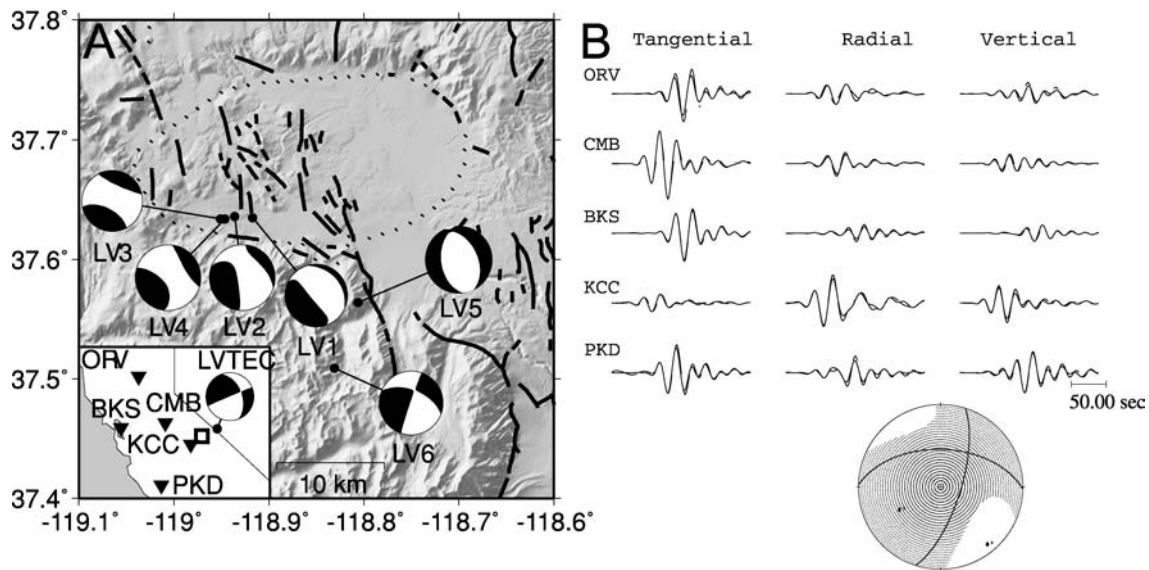 A
37.8°
37.7°
37.6°
37.5°
37.4°
-119.1
-119
-118.9
-118.8
-118.7
-118.6
LV3
LV4
LV2
LV1
LV5
LV6
10 km
ORV
LVTEC
BKS
CMB
KCC
PKD
B
Tangential Radial Vertical
ORV
CMB
BKS
KCC
PKD
50.00 sec